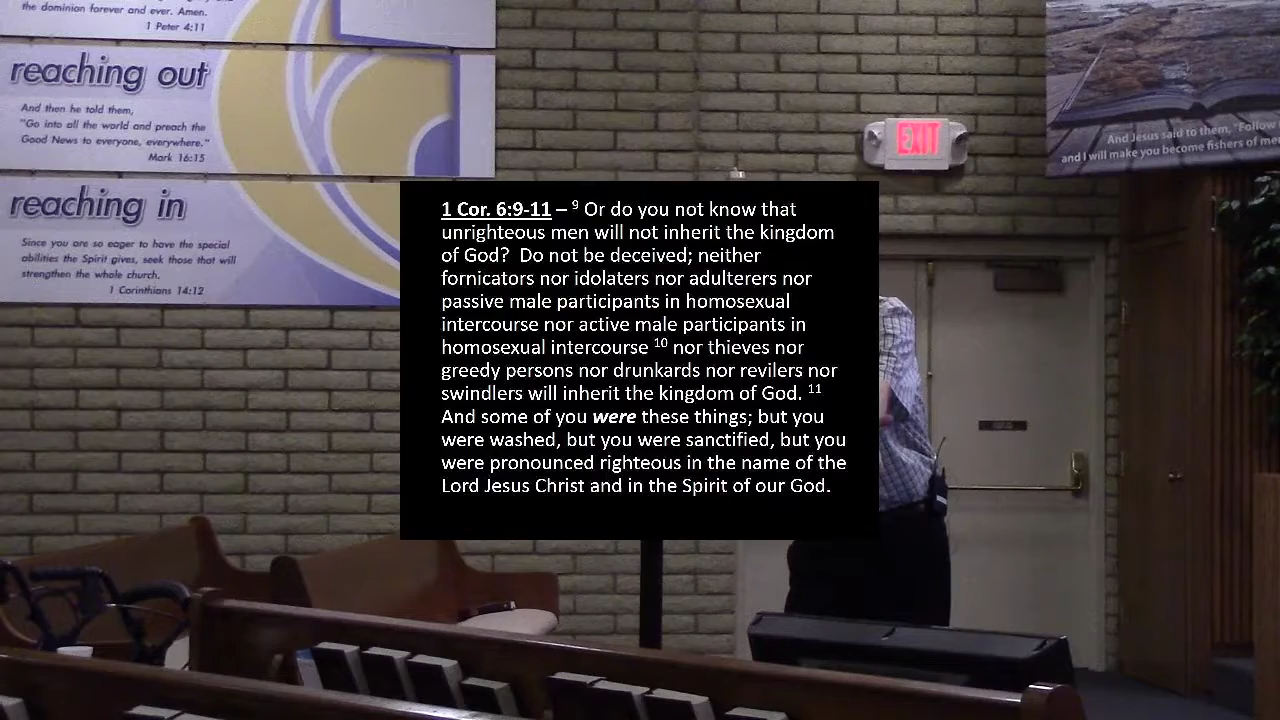 the dominion forever and ever. Amen.
1 Peter 4:11
reaching out
And then he told them,
"Go into all the world and preach the
Good News to everyone, everywhere."
Mark 16:15
reaching in
Since you are so eager to have the special
abilities the Spirit gives, seek those that will
strengthen the whole church.
1 Corinthians 14:12
EXIT
And Jesus said to them, "Follow
and I will make you become fishers of me
1 Cor. 6:9-11 – 9 Or do you not know that
unrighteous men will not inherit the kingdom
of God?  Do not be deceived; neither
fornicators nor idolaters nor adulterers nor
passive male participants in homosexual
intercourse nor active male participants in
homosexual intercourse 10 nor thieves nor
greedy persons nor drunkards nor revilers nor
swindlers will inherit the kingdom of God. 11
And some of you were these things; but you
were washed, but you were sanctified, but you
were pronounced righteous in the name of the
Lord Jesus Christ and in the Spirit of our God.